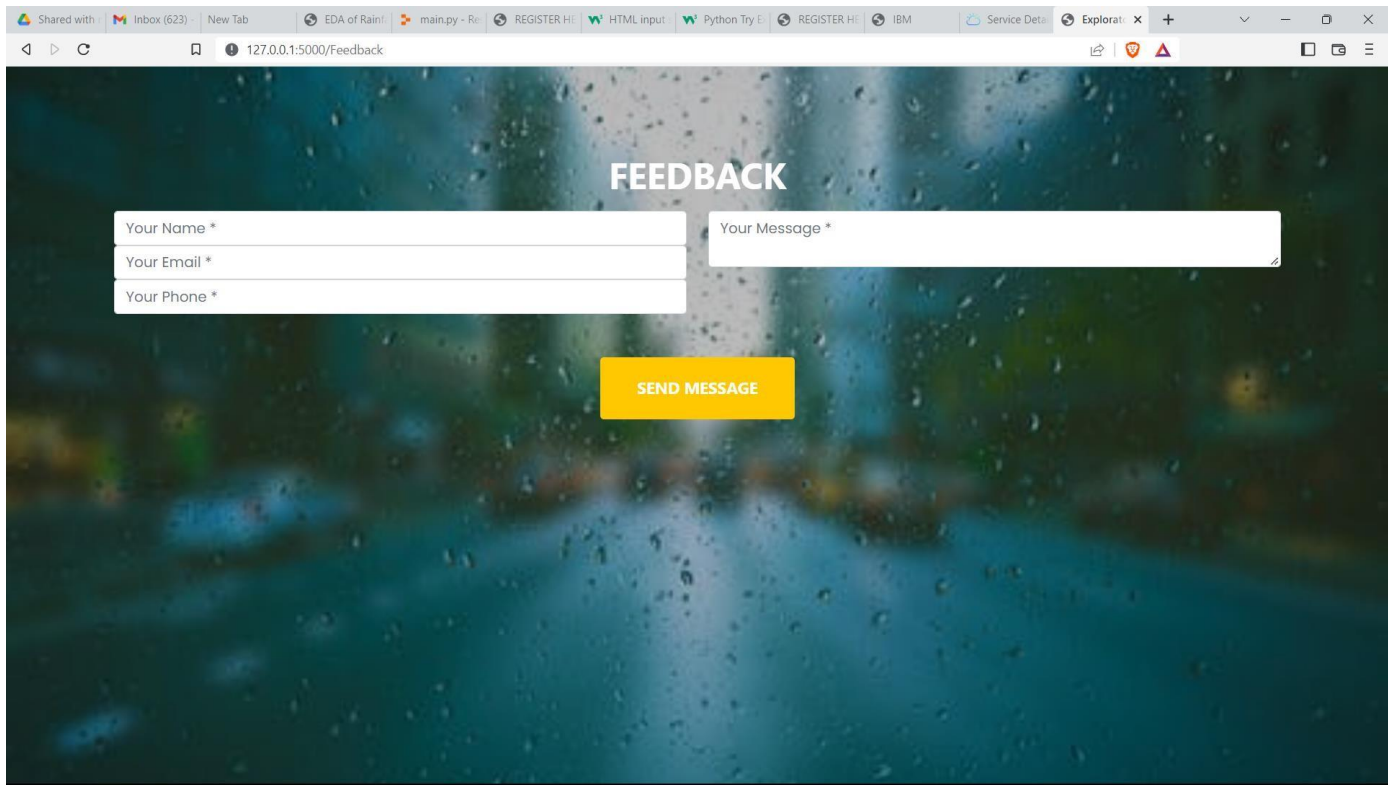 Shared with
Inbox (623) -
New Tab
EDA of Rainf
main.py - Re
REGISTER HE
HTML input
Python Try E
REGISTER HE
IBM
Service Deta
Explorat
127.0.0.1:5000/Feedback
FEEDBACK
Your Name *
Your Message *
Your Email *
Your Phone *
SEND MESSAGE